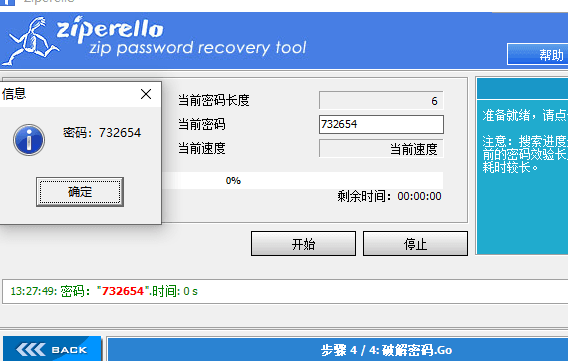 ziperello
ziperello
zip password recovery tool
帮助
信息
密码：732654
确定
当前密码长度
6
当前密码
732654
当前速度
当前速度
0%
剩余时间：00:00:00
开始
停止
准备就绪，请点
注意：搜索进度
前的密码效验长
耗时较长。
13:27:49: 密码："732654".时间: 0 s
BACK
步骤 4 / 4: 破解密码.Go